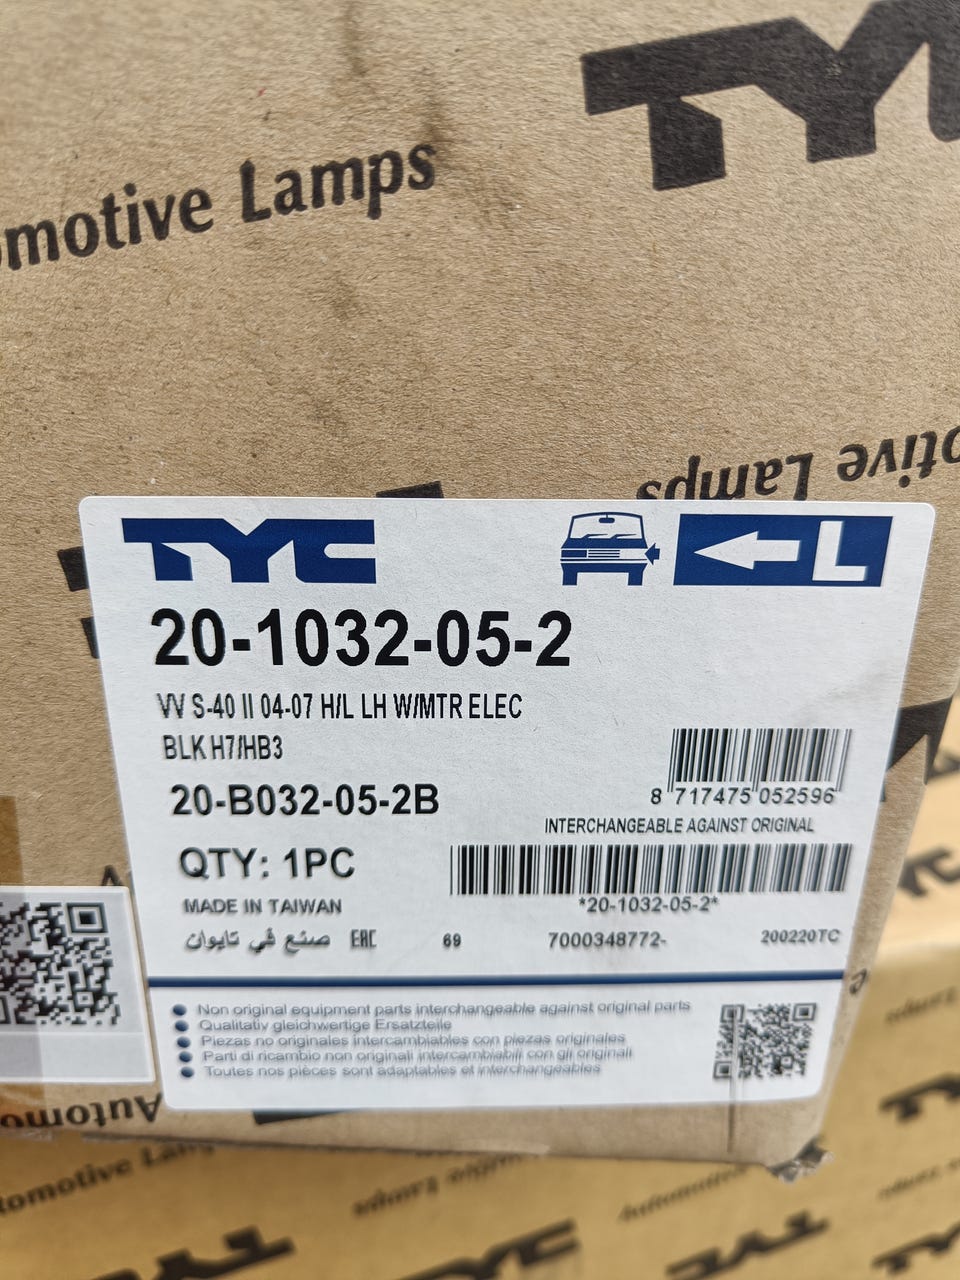 TYC
omotive Lamps
otive Lamps
TYC
L
20-1032-05-2
VV S-40 II 04-07 H/L LH W/MTR ELEC
BLK H7/HB3
20-B032-05-2B
8 717475 052596
INTERCHANGEABLE AGAINST ORIGINAL
QTY: 1PC
*20-1032-05-2*
MADE IN TAIWAN
صنع في تايوان EAC 69 7000348772- 200220TC
Non original equipment parts interchangeable against original parts
Qualitativ gleichwertige Ersatzteile
Piezas no originales intercambiables con piezas originales
Parti di ricambio non originali intercambiabili con gli originali
Toutes nos pièces sont adaptables et interchangeables
Automo
tomotive Lamp
Automotive
TYC